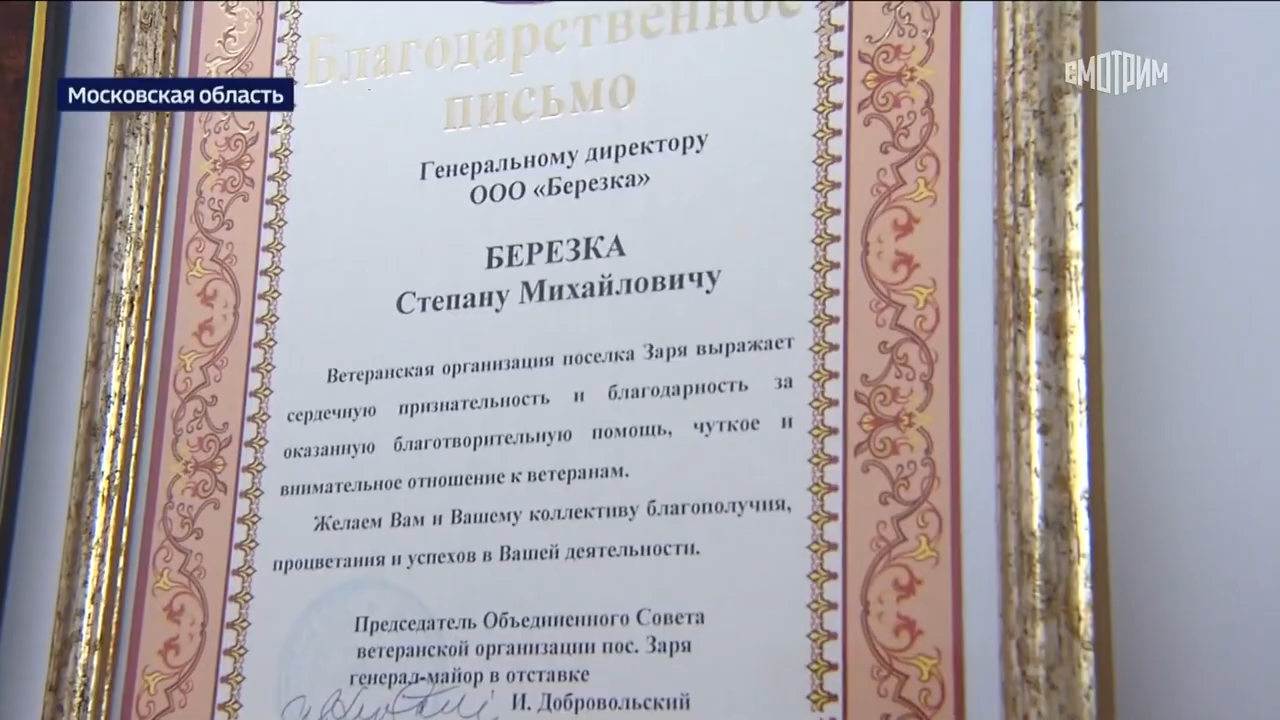 Благодарственное
письмо
Московская область
СМОТРИМ
Генеральному директору
ООО «Березка»
БЕРЕЗКА
Степану Михайловичу
Ветеранская организация поселка Заря выражает
сердечную признательность и благодарность за
оказанную благотворительную помощь, чуткое и
внимательное отношение к ветеранам.
Желаем Вам и Вашему коллективу благополучия,
процветания и успехов в Вашей деятельности.
Председатель Объединенного Совета
ветеранской организации пос. Заря
генерал-майор в отставке
И. Добровольский